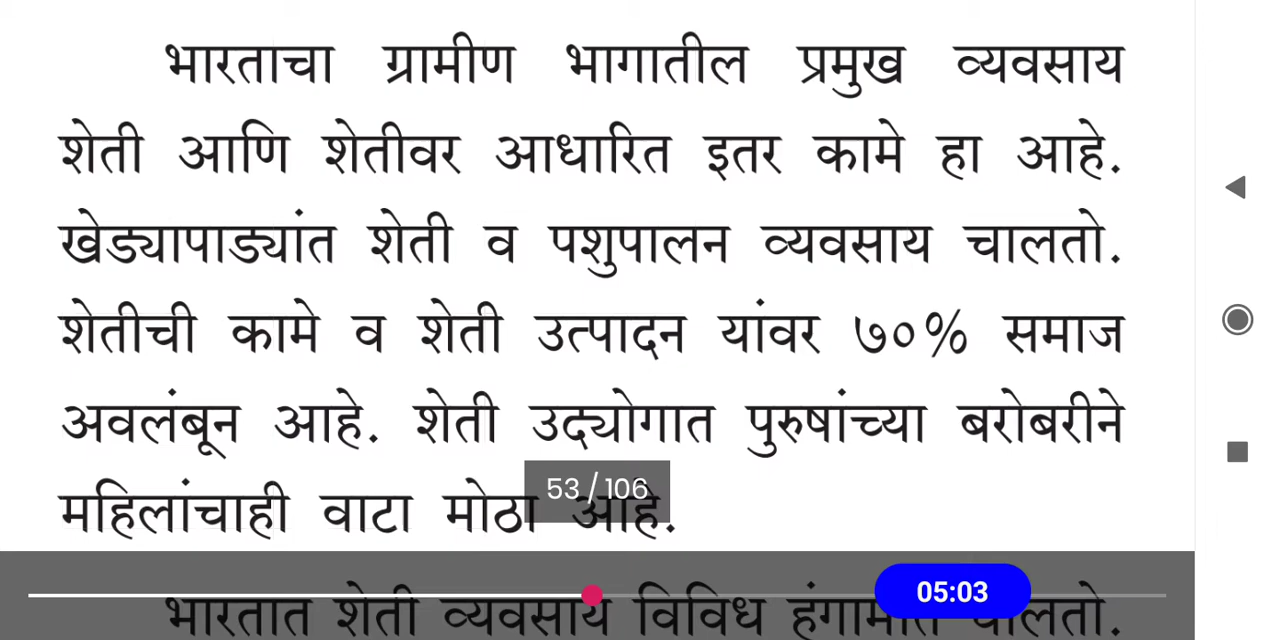 भारताचा ग्रामीण भागातील प्रमुख व्यवसाय
शेती आणि शेतीवर आधारित इतर कामे हा आहे.
खेड्यापाड्यांत शेती व पशुपालन व्यवसाय चालतो.
शेतीची कामे व शेती उत्पादन यांवर ७०% समाज
अवलंबून आहे. शेती उद्योगात पुरुषांच्या बरोबरीने
महिलांचाही वाटा मोठा आहे.
53 / 106
05:03
भारतात शेती व्यवसाय विविध हंगामात चालतो.